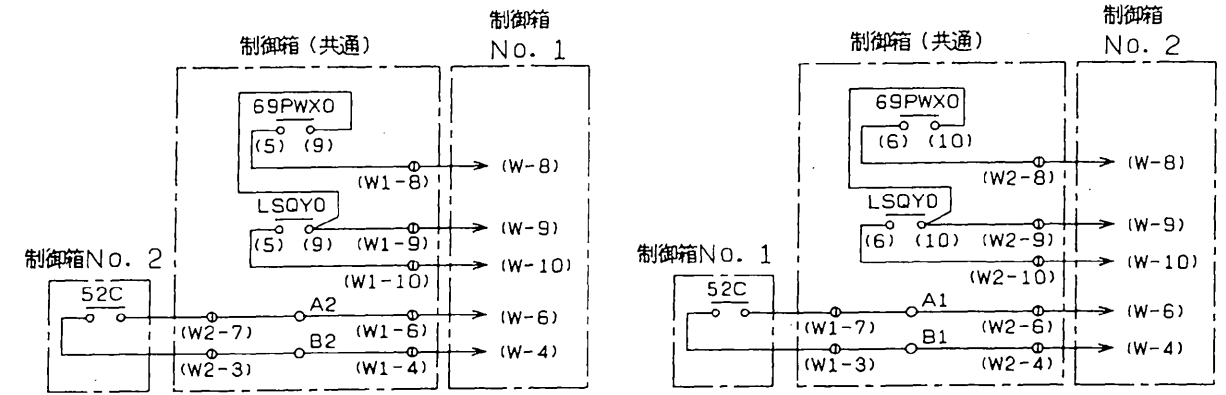 制御箱
No. 1
制御箱（共通）
69PWX0
(5) (9)
(W1-8)
(W-8)
LSQY0
(5) (9)
(W1-9)
(W-9)
(W1-10)
(W-10)
制御箱No. 2
52C
(W2-7)
A2
(W1-6)
(W-6)
(W2-3)
B2
(W1-4)
(W-4)
制御箱
No. 2
制御箱（共通）
69PWX0
(6) (10)
(W2-8)
(W-8)
LSQY0
(6) (10)
(W2-9)
(W-9)
(W2-10)
(W-10)
制御箱No. 1
52C
(W1-7)
A1
(W2-6)
(W-6)
(W1-3)
B1
(W2-4)
(W-4)